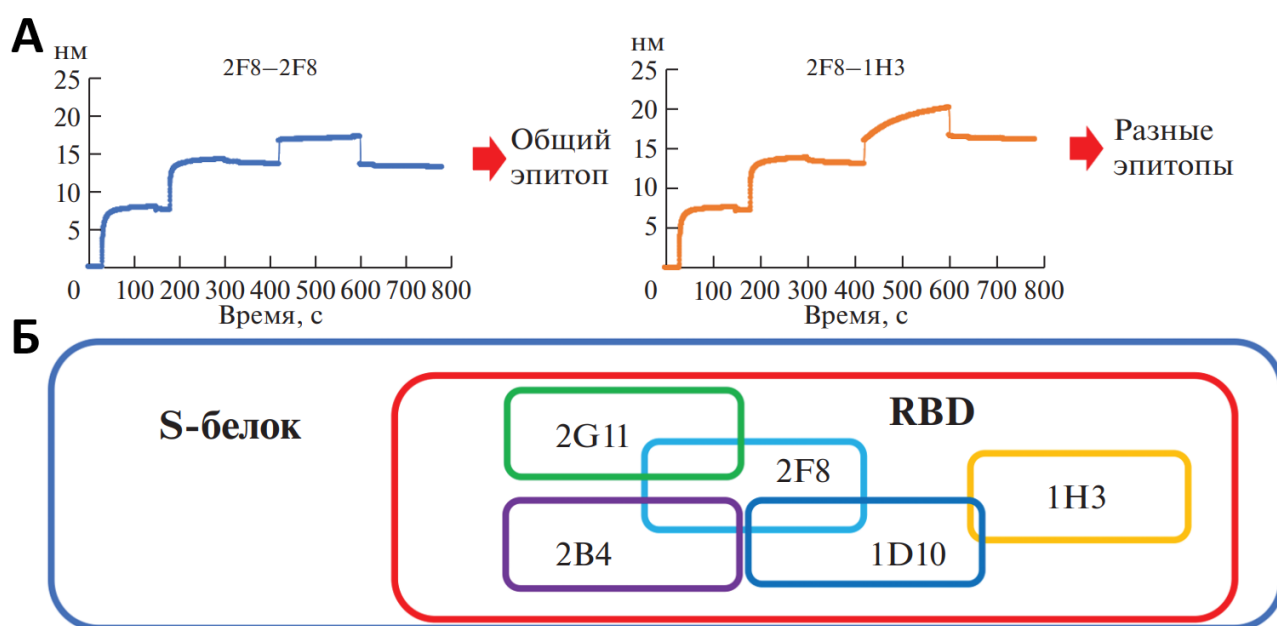 А
нм
2F8–2F8
25
20
15
10
5
0 100 200 300 400 500 600 700 800
Время, с
Общий
эпитоп
нм
2F8–1H3
25
20
15
10
5
0 100 200 300 400 500 600 700 800
Время, с
Разные
эпитопы
Б
S-белок
RBD
2G11
2F8
1H3
2B4
1D10